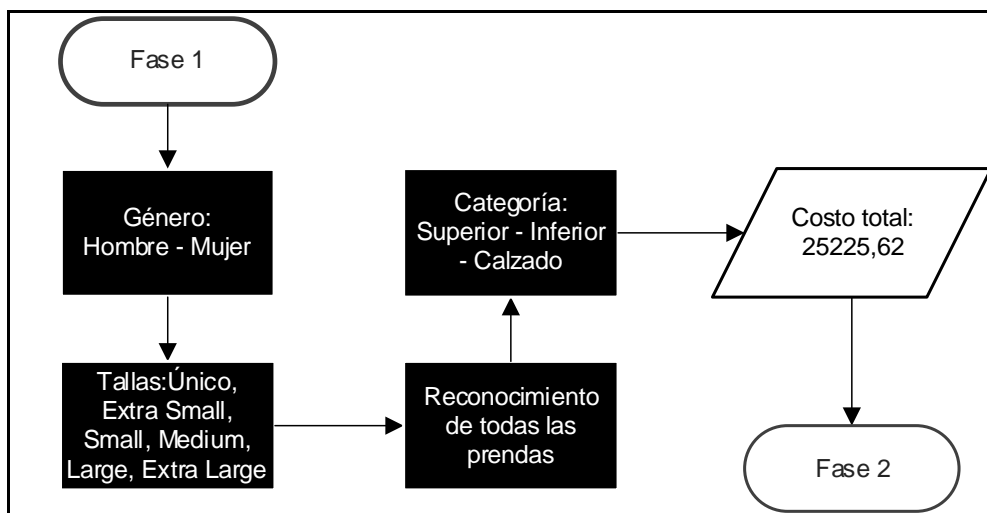 Fase 1
Género:
Hombre - Mujer
Tallas:Único,
Extra Small,
Small, Medium,
Large, Extra Large
Reconocimiento
de todas las
prendas
Categoría:
Superior - Inferior
- Calzado
Costo total:
25225,62
Fase 2